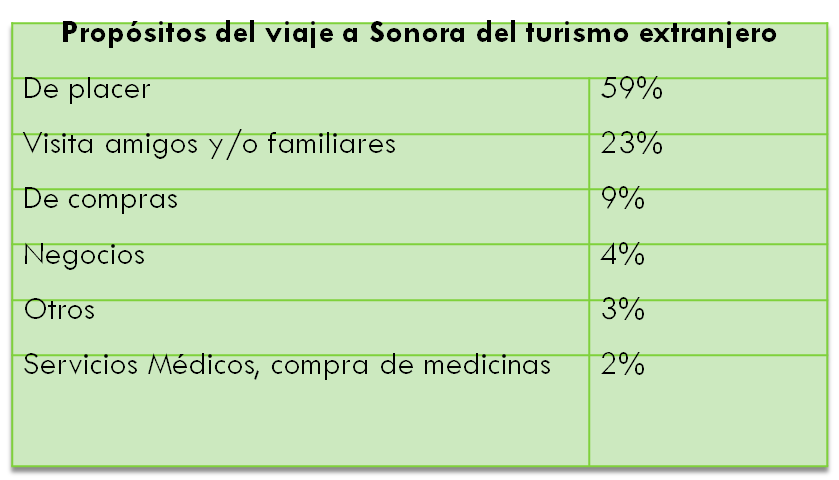 Propósitos del viaje a Sonora del turismo extranjero
De placer 59%
Visita amigos y/o familiares 23%
De compras 9%
Negocios 4%
Otros 3%
Servicios Médicos, compra de medicinas 2%